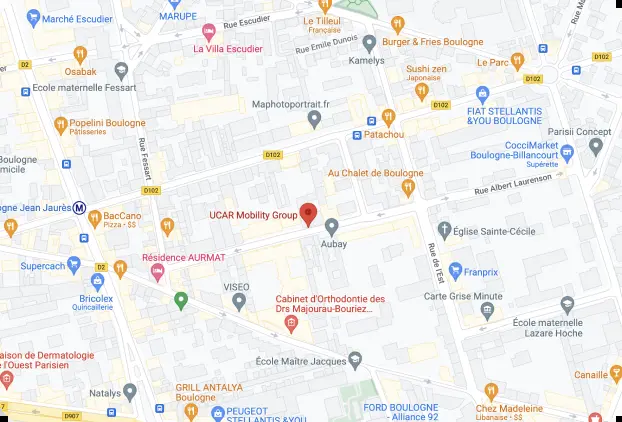 Marché Escudier
MARUPE
Rue Escudier
La Villa Escudier
Le Tilleul
Française
Rue Emile Dunois
Burger & Fries Boulogne
Kamelys
D2
Osabak
Ecole maternelle Fessart
Sushi zen
Japonaise
Le Parc
D102
FIAT STELLANTIS
&YOU BOULOGNE
Maphotoportrait.fr
Popelini Boulogne
Pâtisseries
Rue Fessart
Patachou
D102
Parisii Concept
CocciMarket
Boulogne-Billancourt
Supérette
D102
Boulogne
omicile
Au Chalet de Boulogne
Rue Albert Laurenson
D102
ogne Jean Jaurès
M
BacCano
Pizza · $$
UCAR Mobility Group
Aubay
Église Sainte-Cécile
Rue de l'Est
Supercach
D2
Résidence AURMAT
Franprix
Bricolex
Quincaillerie
VISEO
Cabinet d'Orthodontie des
Drs Majourau-Bouriez...
Carte Grise Minute
École maternelle
Lazare Hoche
aison de Dermatologie
e l'Ouest Parisien
École Maître Jacques
Canaille
Natalys
GRILL ANTALYA
Boulogne
Chez Madeleine
Libanaise · $$
7
D907
PEUGEOT
STELLANTIS &YOU
FORD BOULOGNE
- Alliance 92